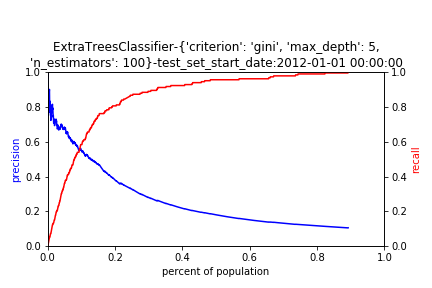 ExtraTreesClassifier-{'criterion': 'gini', 'max_depth': 5,
'n_estimators': 100}-test_set_start_date:2012-01-01 00:00:00
1.0
0.8
0.6
0.4
0.2
0.0
precision
1.0
0.8
0.6
0.4
0.2
0.0
recall
0.0 0.2 0.4 0.6 0.8 1.0
percent of population